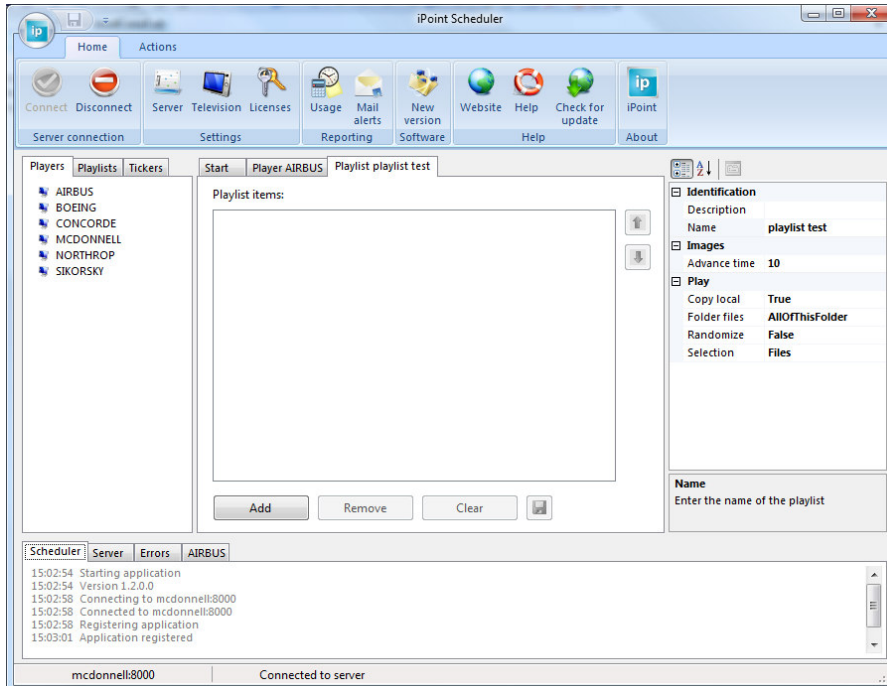 iPoint Scheduler
ip
Home Actions
Connect Disconnect Server Television Licenses Usage Mail alerts New version Website Help Check for update iPoint
Server connection Settings Reporting Software Help About
Players Playlists Tickers
AIRBUS
BOEING
CONCORDE
MCDONNELL
NORTHROP
SIKORSKY
Start Player AIRBUS Playlist playlist test
Playlist items:
Add Remove Clear
Identification
Description
Name playlist test
Images
Advance time 10
Play
Copy local True
Folder files AllOfThisFolder
Randomize False
Selection Files
Name
Enter the name of the playlist
Scheduler Server Errors AIRBUS
15:02:54 Starting application
15:02:54 Version 1.2.0.0
15:02:58 Connecting to mcdonnell:8000
15:02:58 Connected to mcdonnell:8000
15:02:58 Registering application
15:03:01 Application registered
mcdonnell:8000 Connected to server